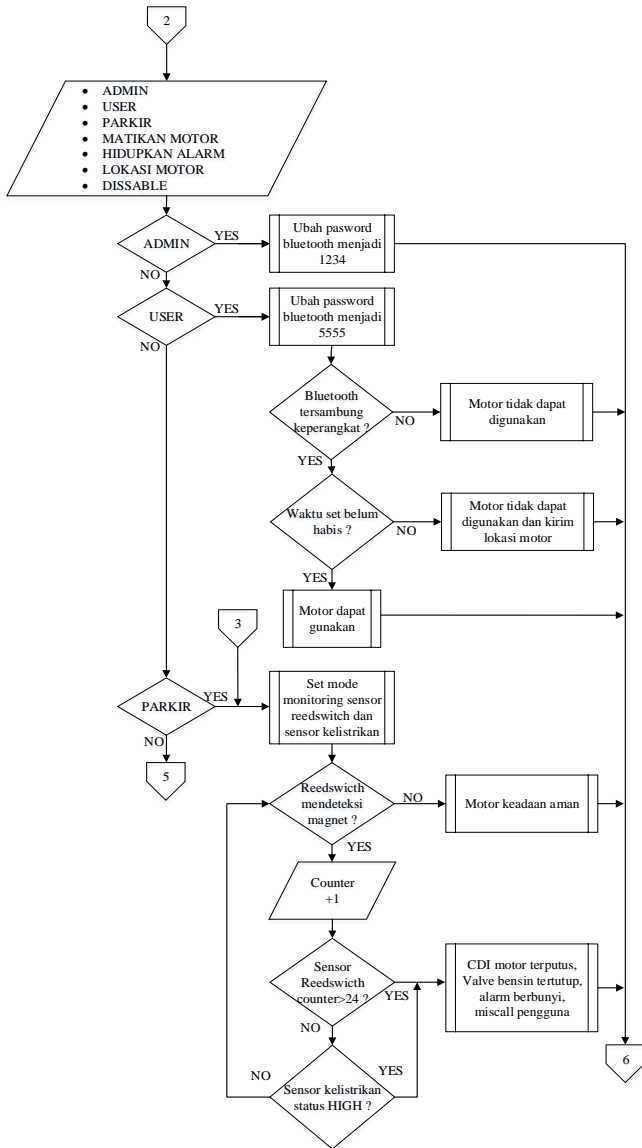 2
• ADMIN
• USER
• PARKIR
• MATIKAN MOTOR
• HIDUPKAN ALARM
• LOKASI MOTOR
• DISSABLE
ADMIN
YES
Ubah pasword
bluetooth menjadi
1234
NO
USER
YES
Ubah password
bluetooth menjadi
5555
NO
Bluetooth
tersambung
keperangkat ?
NO
Motor tidak dapat
digunakan
YES
Waktu set belum
habis ?
NO
Motor tidak dapat
digunakan dan kirim
lokasi motor
YES
Motor dapat
gunakan
3
PARKIR
YES
Set mode
monitoring sensor
reedswitch dan
sensor kelistrikan
NO
5
Reedswicth
mendeteksi
magnet ?
NO
Motor keadaan aman
YES
Counter
+1
Sensor
Reedswicth
counter>24 ?
YES
CDI motor terputus,
Valve bensin tertutup,
alarm berbunyi,
miscall pengguna
NO
6
NO
YES
Sensor kelistrikan
status HIGH ?